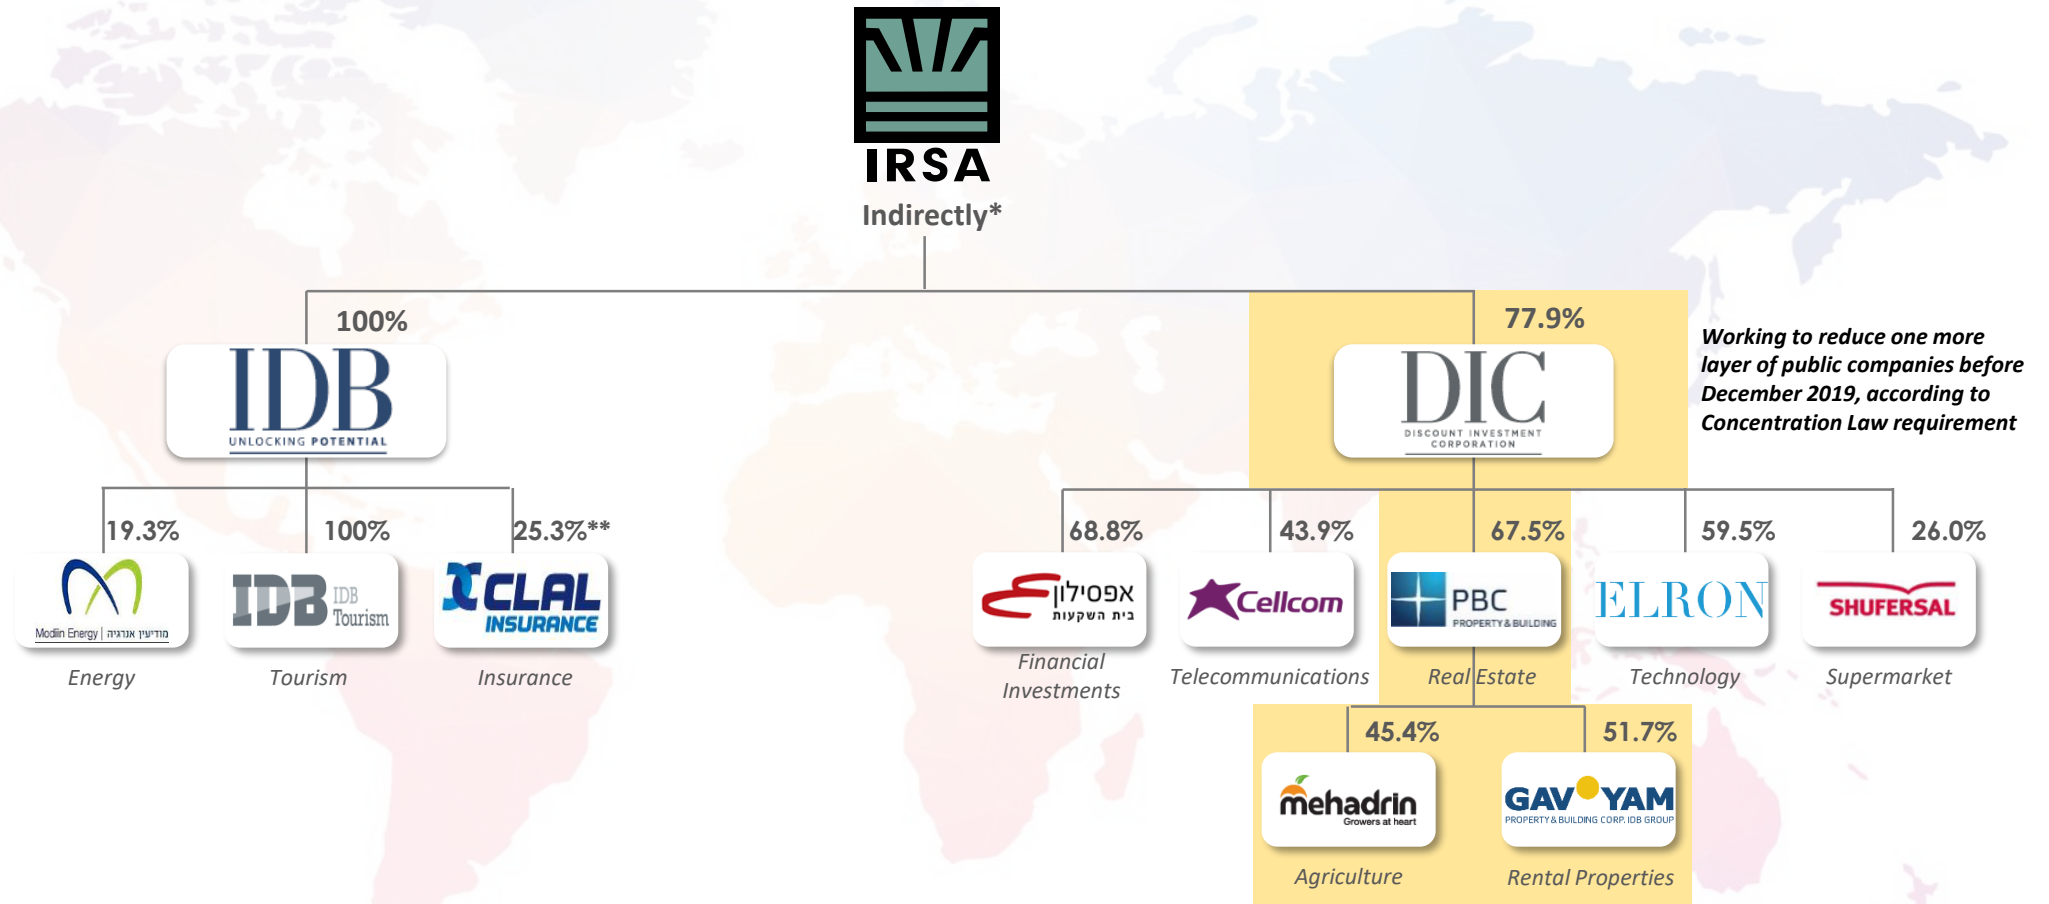 IRSA
Indirectly*
100%
77.9%
IDB
UNLOCKING POTENTIAL
DIC
DISCOUNT INVESTMENT
CORPORATION
Working to reduce one more
layer of public companies before
December 2019, according to
Concentration Law requirement
19.3%
100%
25.3%**
68.8%
43.9%
67.5%
59.5%
26.0%
Modiin Energy | מודיעין אנרגיה
IDB
IDB
Tourism
CLAL
INSURANCE
אפסילון
בית השקעות
Cellcom
PBC
PROPERTY & BUILDING
ELRON
SHUFERSAL
Energy
Tourism
Insurance
Financial
Investments
Telecommunications
Real Estate
Technology
Supermarket
45.4%
51.7%
mehadrin
Growers at heart
GAV YAM
PROPERTY & BUILDING CORP. IDB GROUP
Agriculture
Rental Properties